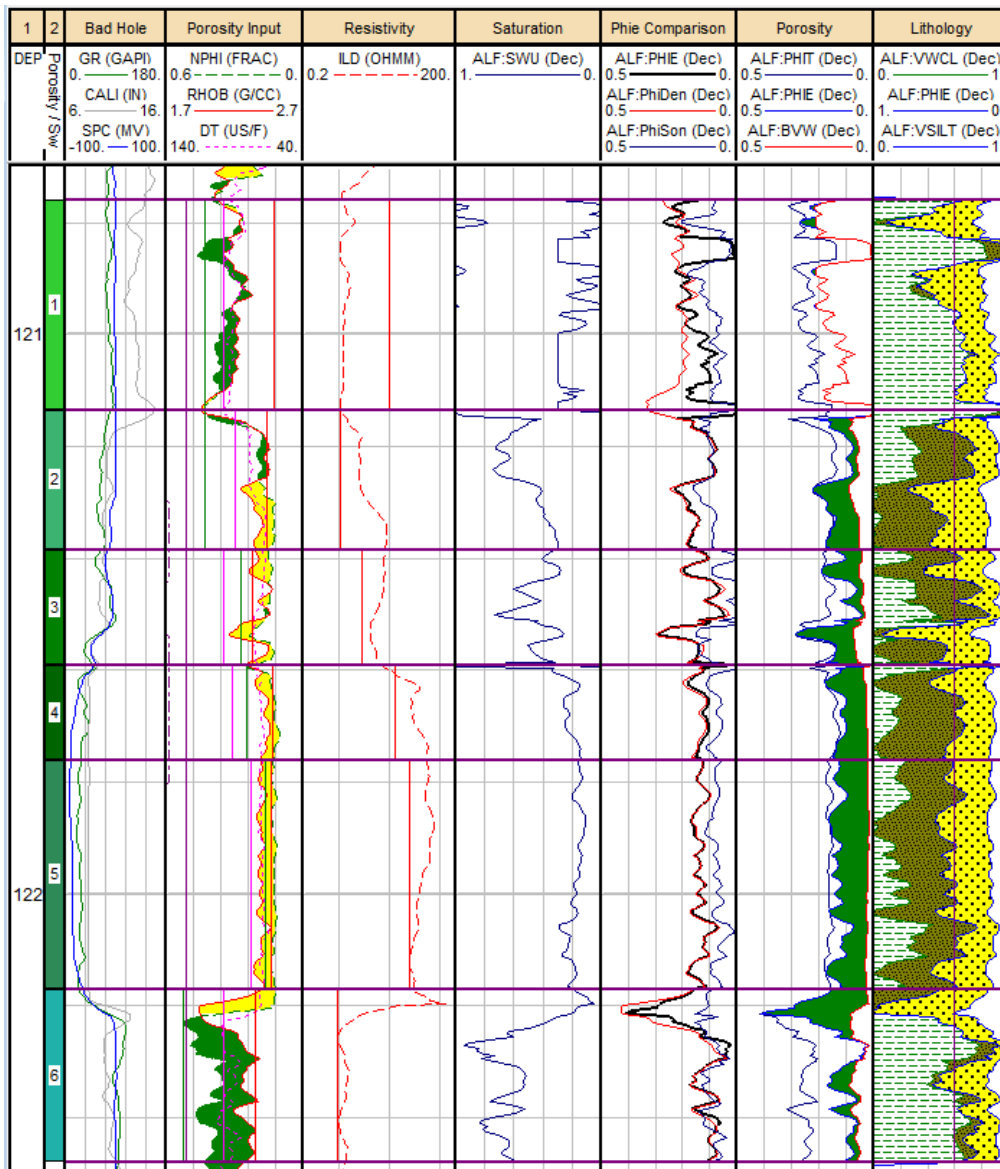 1 2 Bad Hole Porosity Input Resistivity Saturation Phie Comparison Porosity Lithology
DEP
Porosity / Sw
GR (GAPI)
0. 180.
CALI (IN)
6. 16.
SPC (MV)
-100. 100.
NPHI (FRAC)
0.6 0.
RHOB (G/CC)
1.7 2.7
DT (US/F)
140. 40.
ILD (OHMM)
0.2 200.
ALF:SWU (Dec)
1. 0.
ALF:PHIE (Dec)
0.5 0.
ALF:PhiDen (Dec)
0.5 0.
ALF:PhiSon (Dec)
0.5 0.
ALF:PHIT (Dec)
0.5 0.
ALF:PHIE (Dec)
0.5 0.
ALF:BVW (Dec)
0.5 0.
ALF:VWCL (Dec)
0. 1
ALF:PHIE (Dec)
1. 0
ALF:VSILT (Dec)
0. 1
1
121
2
3
4
5
122
6